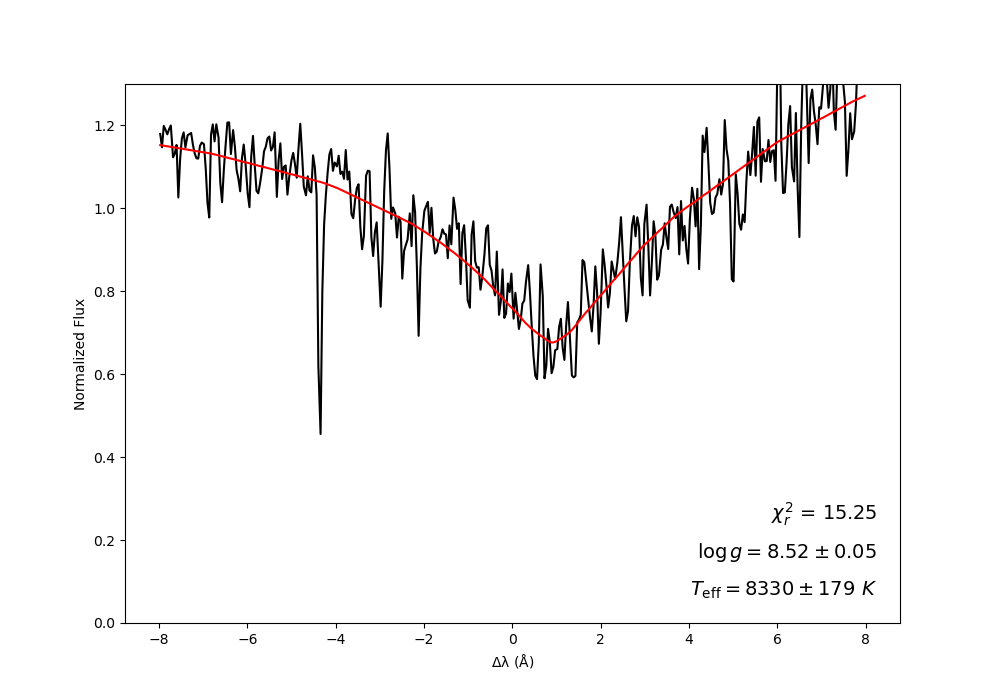 1.2
1.0
0.8
0.6
0.4
0.2
0.0
Normalized Flux
χ²ᵣ = 15.25
log g = 8.52 ± 0.05
T_eff = 8330 ± 179 K
−8 −6 −4 −2 0 2 4 6 8
Δλ (Å)